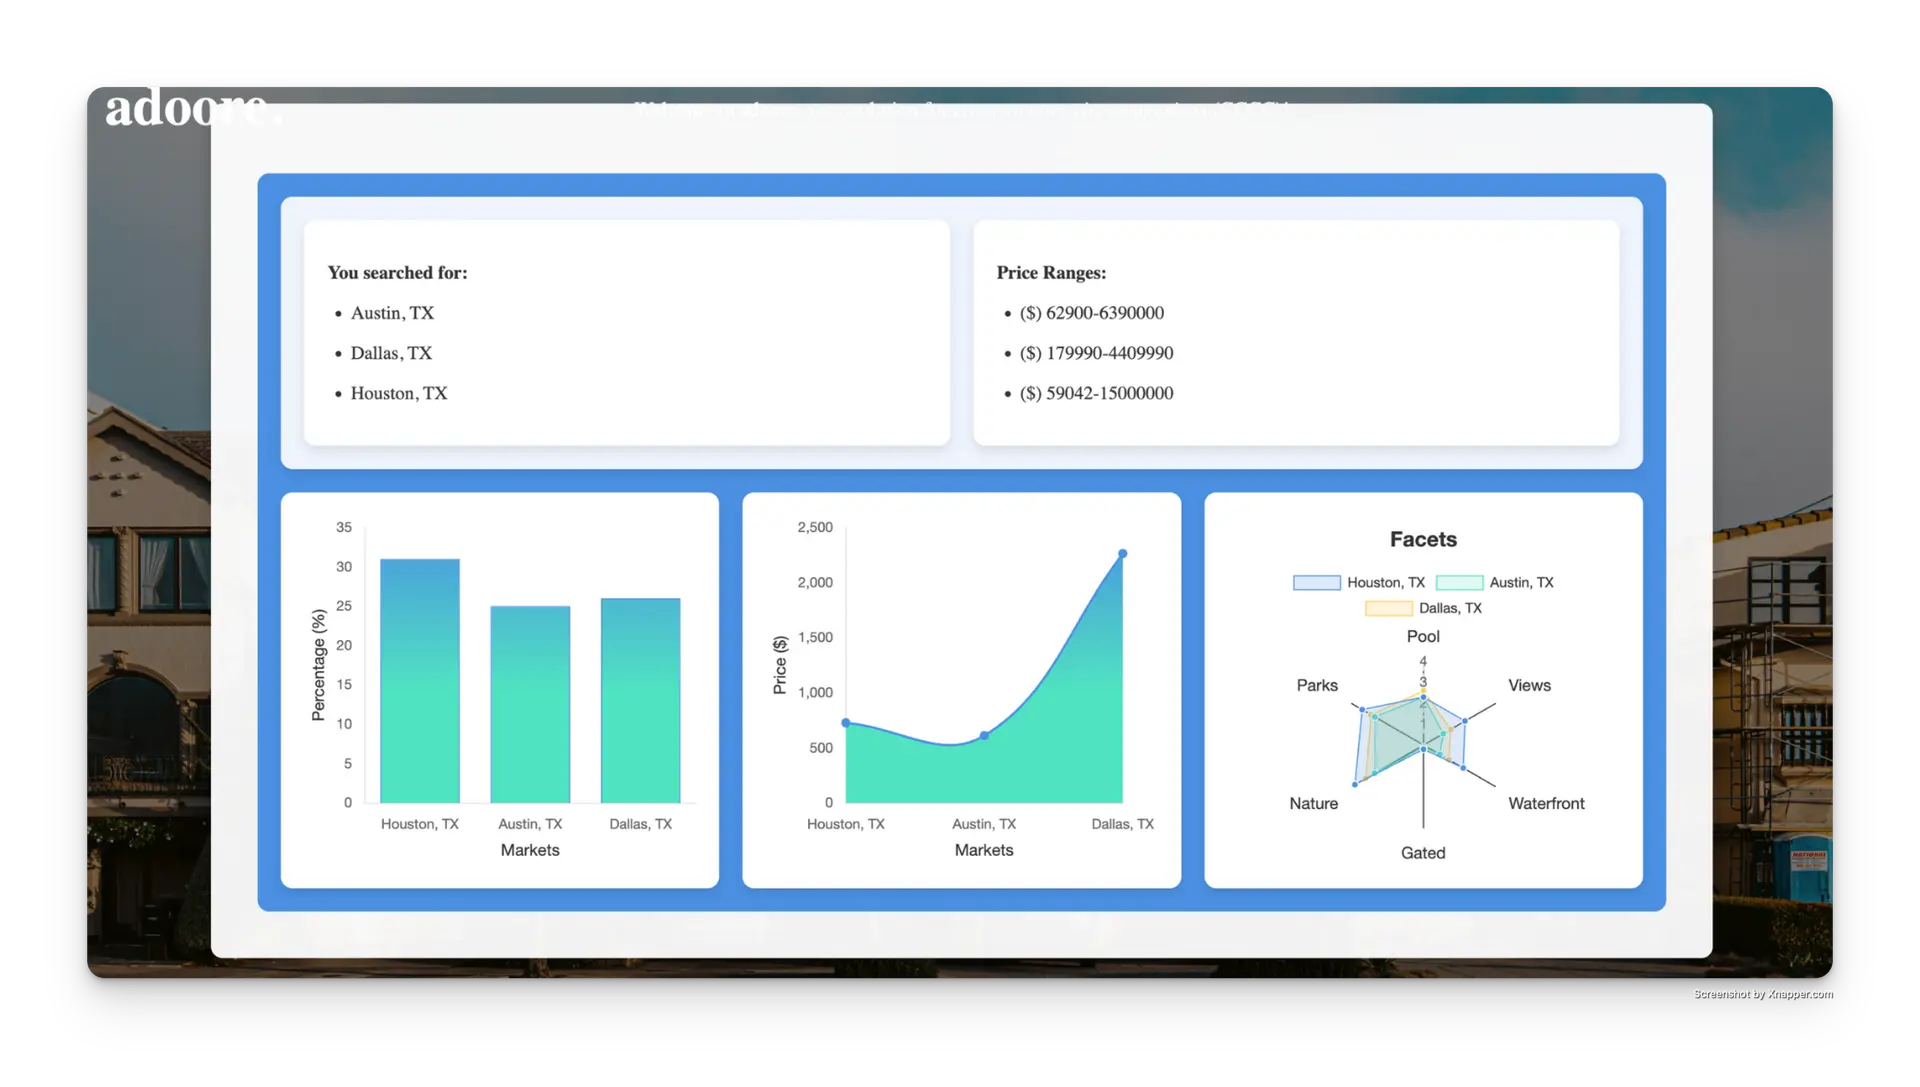 adoore.
You searched for:
Austin, TX
Dallas, TX
Houston, TX
Price Ranges:
($) 62900-6390000
($) 179990-4409990
($) 59042-15000000
35
30
25
20
15
10
5
0
Percentage (%)
Houston, TX
Austin, TX
Dallas, TX
Markets
2,500
2,000
1,500
1,000
500
0
Price ($)
Houston, TX
Austin, TX
Dallas, TX
Markets
Facets
Houston, TX
Austin, TX
Dallas, TX
Pool
4
3
2
1
Views
Waterfront
Gated
Nature
Parks
Screenshot by Xnapper.com